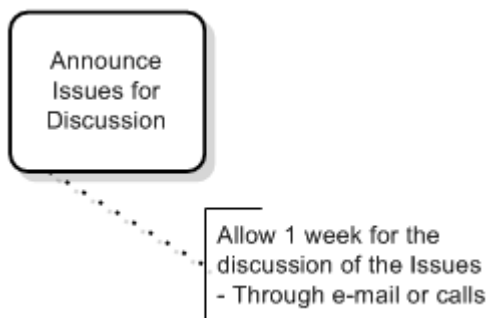 Announce
Issues for
Discussion
Allow 1 week for the
discussion of the Issues
- Through e-mail or calls